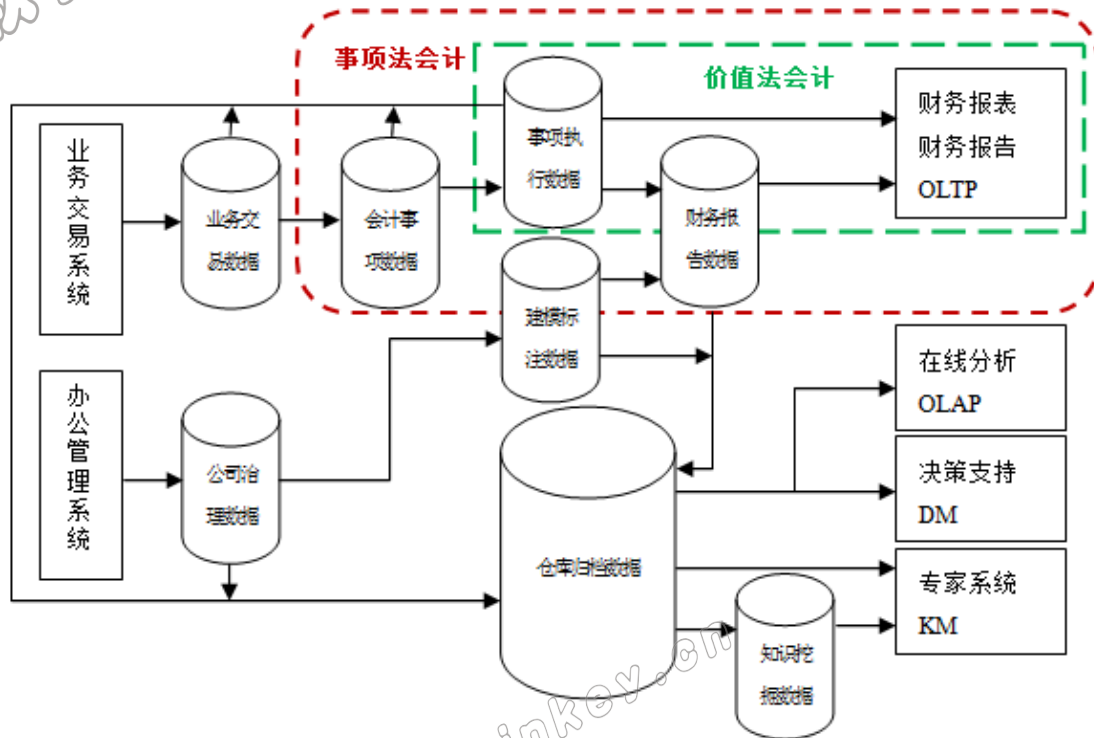 事项法会计
价值法会计
业务交易系统
业务交
易数据
会计事
项数据
事项执
行数据
财务报
告数据
财务报表
财务报告
OLTP
建模标
注数据
办公管理系统
公司治
理数据
仓库归档数据
在线分析
OLAP
决策支持
DM
专家系统
KM
知识挖
掘数据
inkey.cn